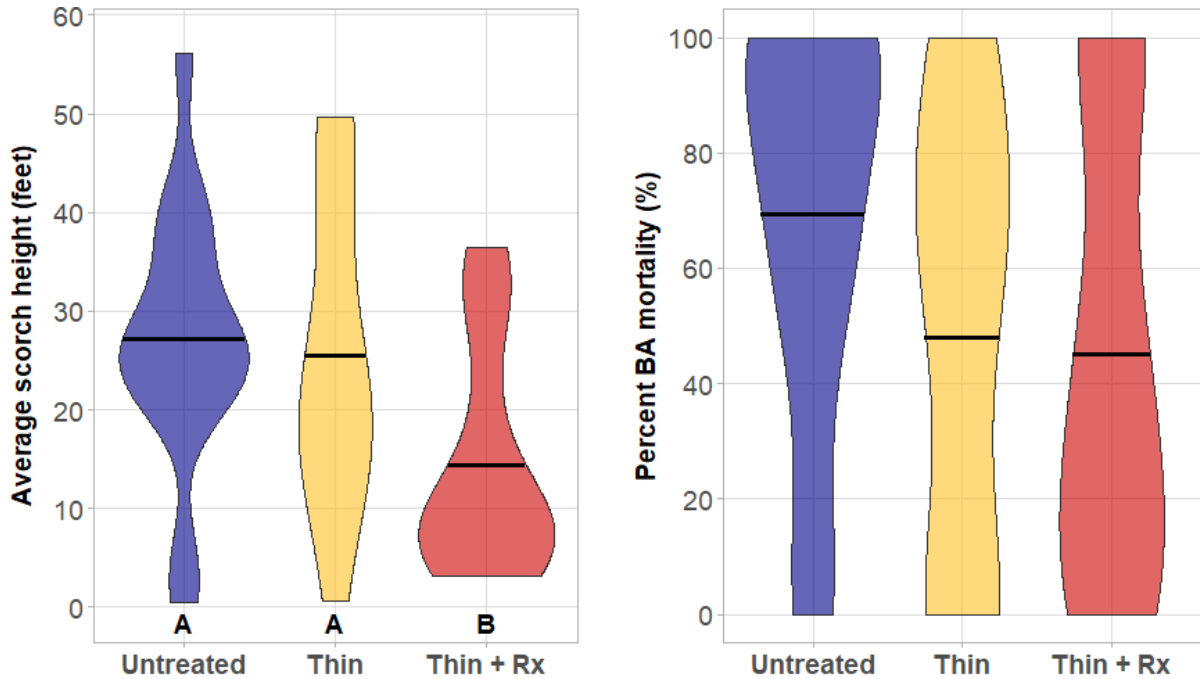 Average scorch height (feet)
60
50
40
30
20
10
0
A A B
Untreated Thin Thin + Rx
Percent BA mortality (%)
100
80
60
40
20
0
Untreated Thin Thin + Rx